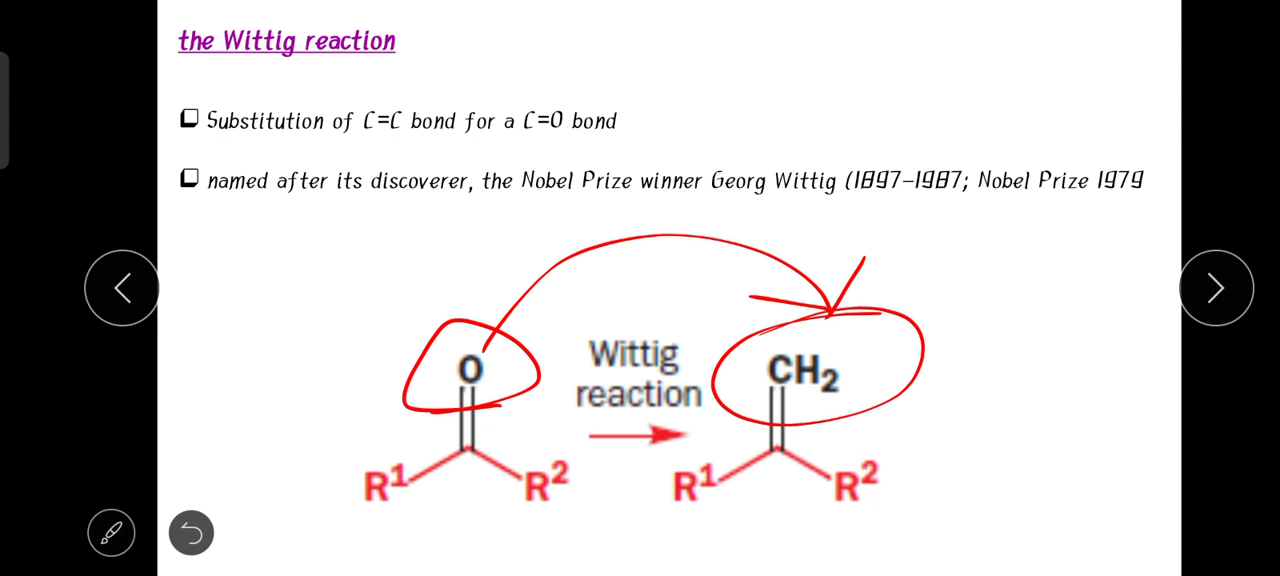 the Wittig reaction
Substitution of C=C bond for a C=O bond
named after its discoverer, the Nobel Prize winner Georg Wittig (1897–1987; Nobel Prize 1979
O
Wittig
reaction
CH2
R1
R2
R1
R2